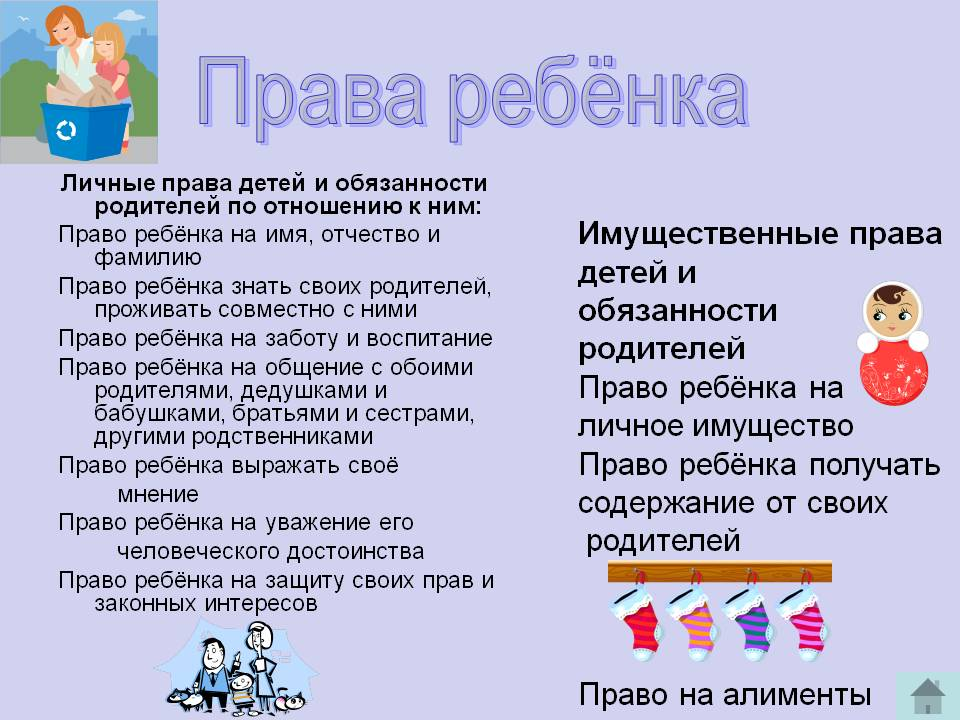 Права ребёнка
Личные права детей и обязанности
родителей по отношению к ним:
Право ребёнка на имя, отчество и
фамилию
Право ребёнка знать своих родителей,
проживать совместно с ними
Право ребёнка на заботу и воспитание
Право ребёнка на общение с обоими
родителями, дедушками и
бабушками, братьями и сестрами,
другими родственниками
Право ребёнка выражать своё
мнение
Право ребёнка на уважение его
человеческого достоинства
Право ребёнка на защиту своих прав и
законных интересов
Имущественные права
детей и
обязанности
родителей
Право ребёнка на
личное имущество
Право ребёнка получать
содержание от своих
родителей
Право на алименты